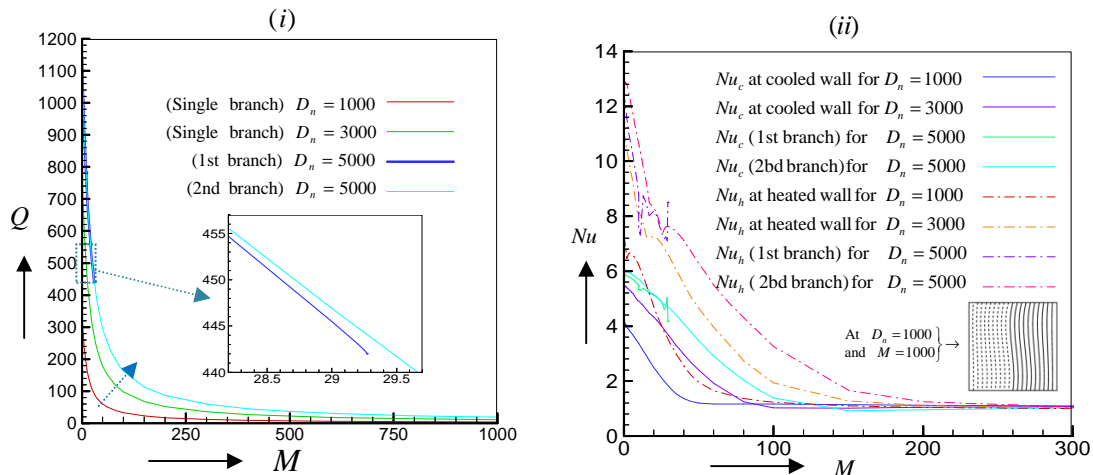 (i)
1200
1100
1000
900
800
700
600
500
400
300
200
100
0
Q
(Single branch) D_n = 1000
(Single branch) D_n = 3000
(1st branch) D_n = 5000
(2nd branch) D_n = 5000
455
450
445
440
28.5 29 29.5
0 250 500 750 1000
M
(ii)
14
12
10
8
6
4
2
0
Nu
Nu_c at cooled wall for D_n = 1000
Nu_c at cooled wall for D_n = 3000
Nu_c (1st branch) for D_n = 5000
Nu_c (2bd branch) for D_n = 5000
Nu_h at heated wall for D_n = 1000
Nu_h at heated wall for D_n = 3000
Nu_h (1st branch) for D_n = 5000
Nu_h (2bd branch) for D_n = 5000
At D_n = 1000
and M = 1000} →
0 100 200 300
M